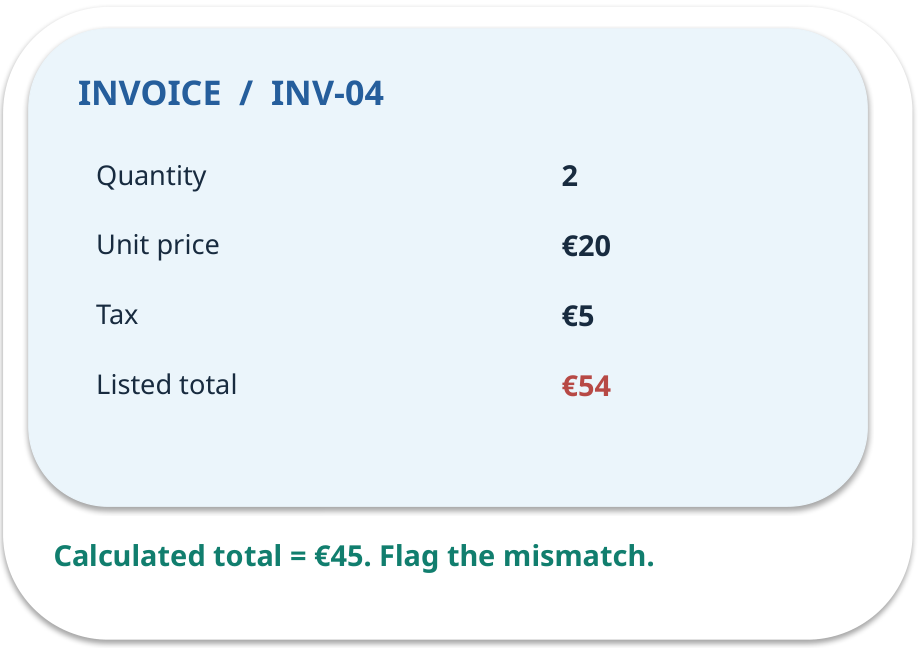 INVOICE / INV-04
Quantity 2
Unit price €20
Tax €5
Listed total €54
Calculated total = €45. Flag the mismatch.